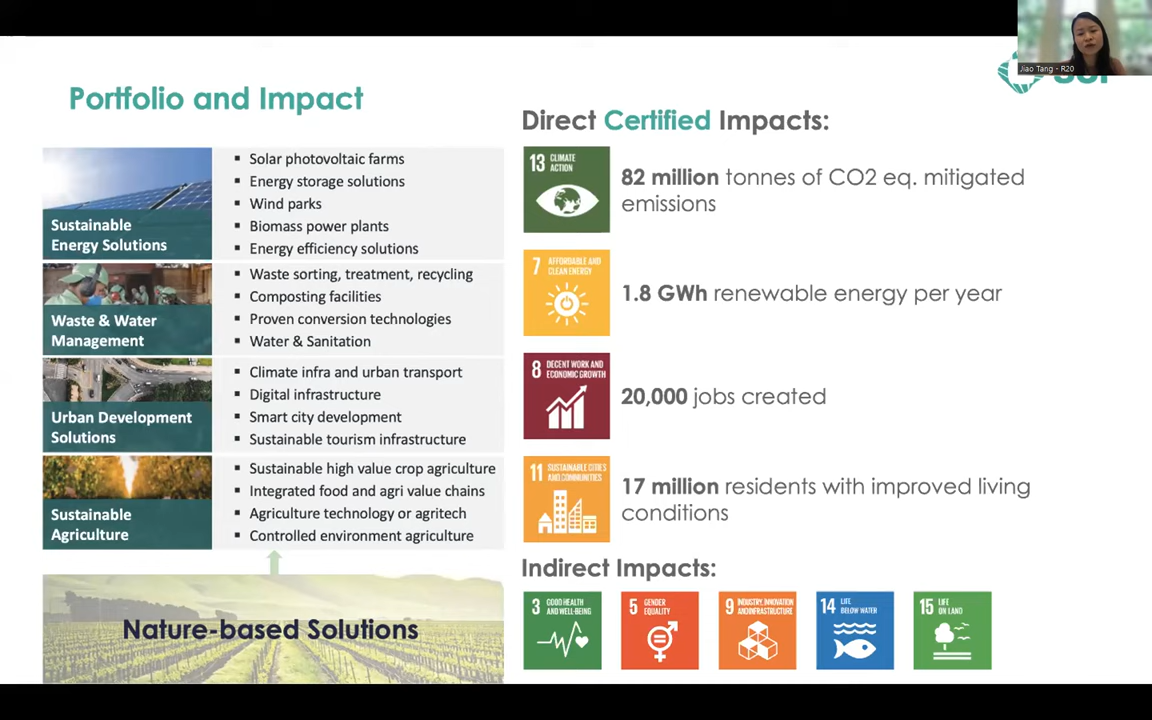 Jiao Tang - R20
Portfolio and Impact
Sustainable
Energy Solutions
▪ Solar photovoltaic farms
▪ Energy storage solutions
▪ Wind parks
▪ Biomass power plants
▪ Energy efficiency solutions
Waste & Water
Management
▪ Waste sorting, treatment, recycling
▪ Composting facilities
▪ Proven conversion technologies
▪ Water & Sanitation
Urban Development
Solutions
▪ Climate infra and urban transport
▪ Digital infrastructure
▪ Smart city development
▪ Sustainable tourism infrastructure
Sustainable
Agriculture
▪ Sustainable high value crop agriculture
▪ Integrated food and agri value chains
▪ Agriculture technology or agritech
▪ Controlled environment agriculture
Nature-based Solutions
Direct Certified Impacts:
13 CLIMATE
ACTION
82 million tonnes of CO2 eq. mitigated
emissions
7 AFFORDABLE AND
CLEAN ENERGY
1.8 GWh renewable energy per year
8 DECENT WORK AND
ECONOMIC GROWTH
20,000 jobs created
11 SUSTAINABLE CITIES
AND COMMUNITIES
17 million residents with improved living
conditions
Indirect Impacts:
3 GOOD HEALTH
AND WELL-BEING
5 GENDER
EQUALITY
9 INDUSTRY, INNOVATION
AND INFRASTRUCTURE
14 LIFE
BELOW WATER
15 LIFE
ON LAND